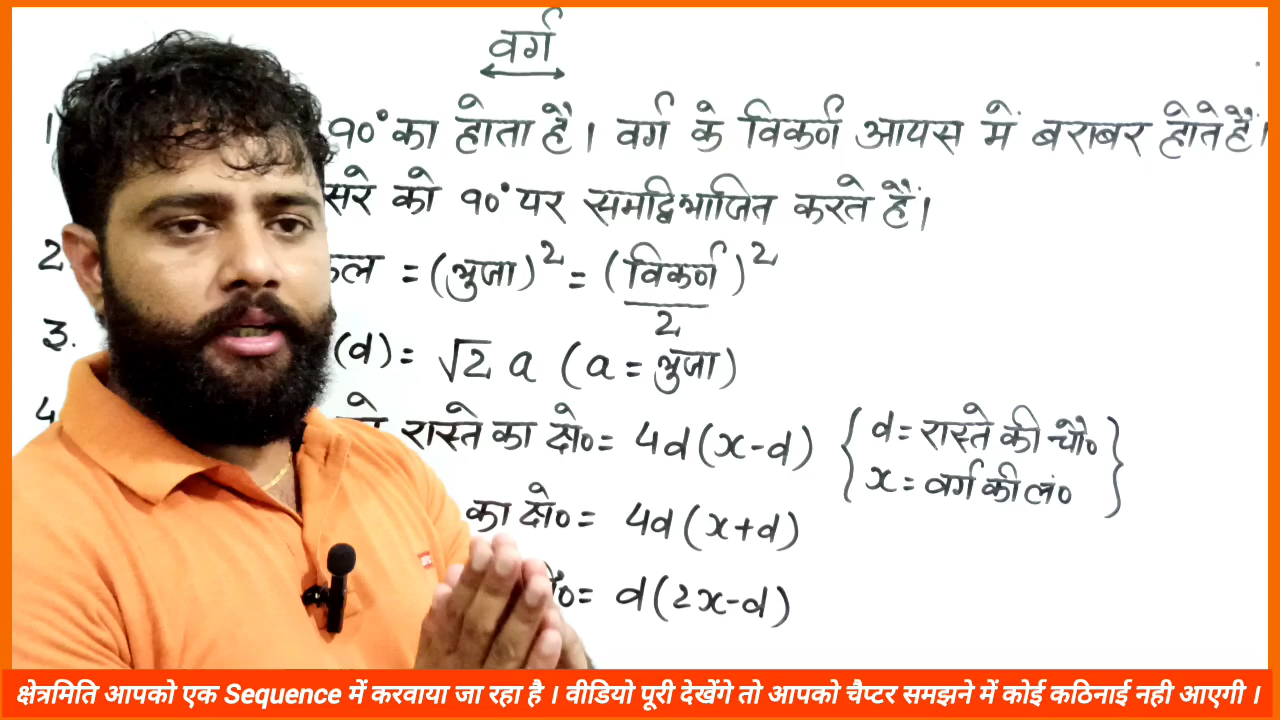 वर्ग
1 90° का होता है। वर्ग के विकर्ण आपस में बराबर होते हैं।
सरे को 90° पर समद्विभाजित करते हैं।
2. फल = (भुजा)² = (विकर्ण)²/2
3. (d) = √2 a (a = भुजा)
4 रास्ते का क्षे० = 4d(x-d) { d = रास्ते की चौ०
x = वर्ग की लं० }
का क्षे० = 4d(x+d)
क्षे० = d(2x-d)
क्षेत्रमिति आपको एक Sequence में करवाया जा रहा है । वीडियो पूरी देखेंगे तो आपको चैप्टर समझने में कोई कठिनाई नही आएगी ।